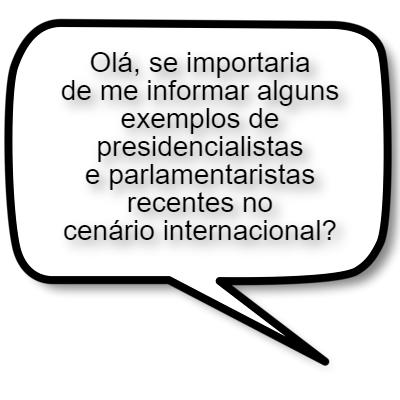 Olá, se importaria
de me informar alguns
exemplos de
presidencialistas
e parlamentaristas
recentes no
cenário internacional?